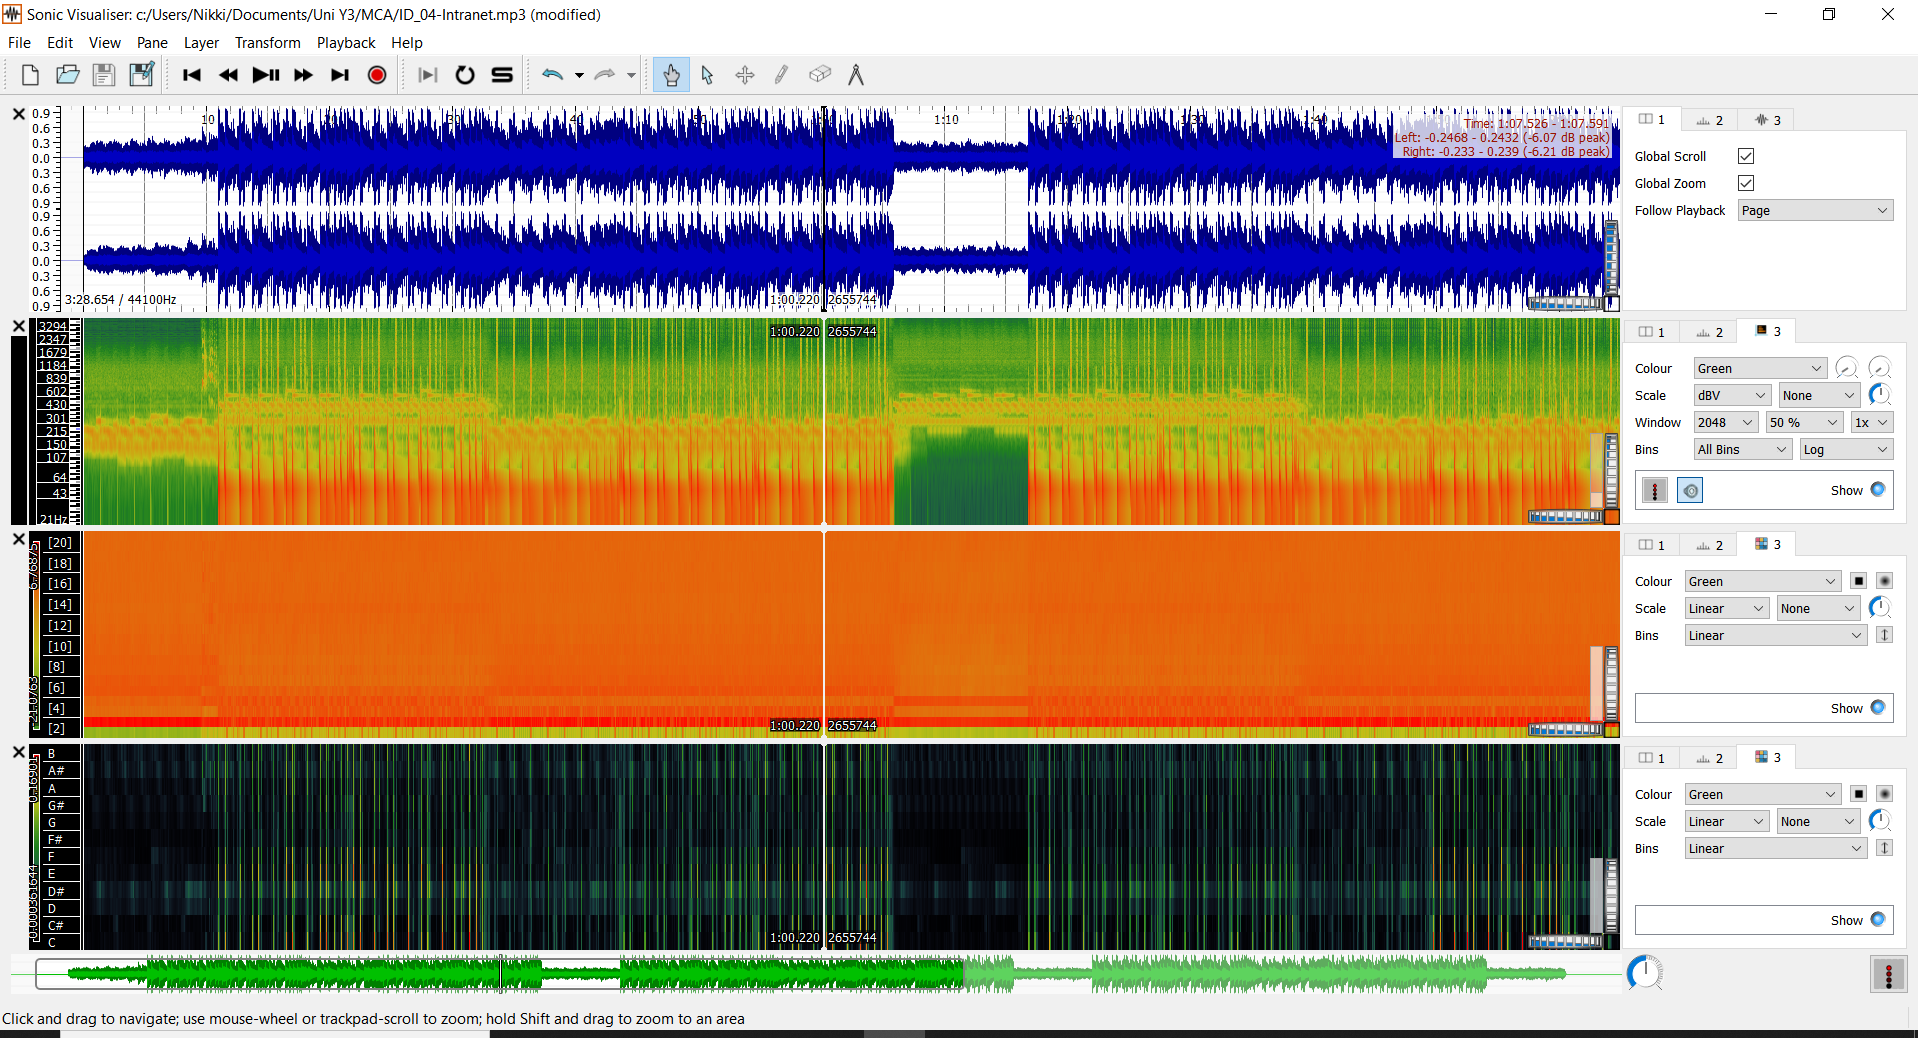 Sonic Visualiser: c:/Users/Nikki/Documents/Uni Y3/MCA/ID_04-Intranet.mp3 (modified)
File Edit View Pane Layer Transform Playback Help
0.9
0.6
0.3
0.0
0.3
0.6
0.9
0.9
0.6
0.3
0.0
0.3
0.6
0.9
10
1:10
Time: 1:07.526 - 1:07.591
Left: -0.2468 - 0.2432 (-6.07 dB peak)
Right: -0.233 - 0.239 (-6.21 dB peak)
3:28.654 / 44100Hz
1:00.220 2655744
1 2 3
Global Scroll
Global Zoom
Follow Playback Page
3294
2347
1679
1184
839
602
430
301
215
150
107
64
43
21Hz
1:00.220 2655744
1 2 3
Colour Green
Scale dBV None
Window 2048 50 % 1x
Bins All Bins Log
Show
[20]
[18]
[16]
[14]
[12]
[10]
[8]
[6]
[4]
[2]
1:00.220 2655744
1 2 3
Colour Green
Scale Linear None
Bins Linear
Show
B
A#
A
G#
G
F#
F
E
D#
D
C#
C
1:00.220 2655744
1 2 3
Colour Green
Scale Linear None
Bins Linear
Show
Click and drag to navigate; use mouse-wheel or trackpad-scroll to zoom; hold Shift and drag to zoom to an area